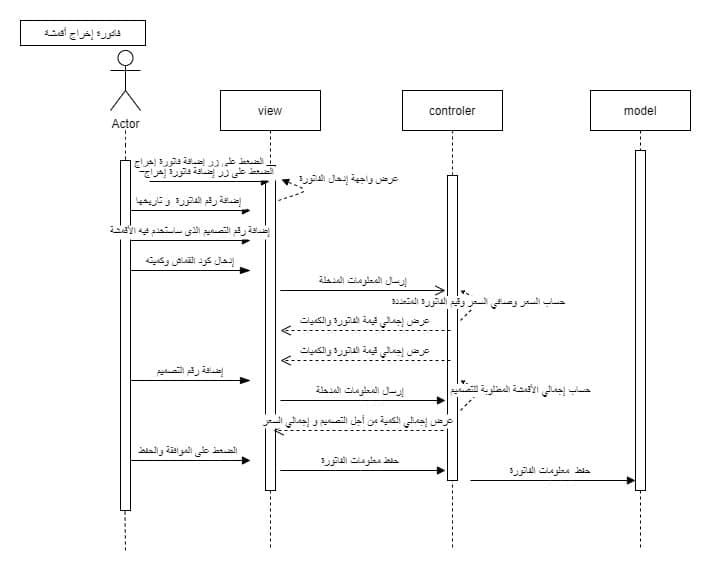 فاتورة إخراج أقمشة
view
controler
model
Actor
الضغط على زر إضافة فاتورة إخراج
الضغط على زر إضافة فاتورة إخراج
عرض واجهة إدخال الفاتورة
إضافة رقم الفاتورة و تاريخها
إضافة رقم التصميم الذي ساستخدم فيه الأقمشة
إدخال كود القماش وكميته
إرسال المعلومات المدخلة
حساب السعر وصافي السعر وقيم الفاتورة المتعددة
عرض إجمالي قيمة الفاتورة والكميات
عرض إجمالي قيمة الفاتورة والكميات
إضافة رقم التصميم
إرسال المعلومات المدخلة
حساب إجمالي الأقمشة المطلوبة للتصميم
عرض إجمالي الكمية من أجل التصميم و إجمالي السعر
الضغط على الموافقة والحفظ
حفظ معلومات الفاتورة
حفظ معلومات الفاتورة